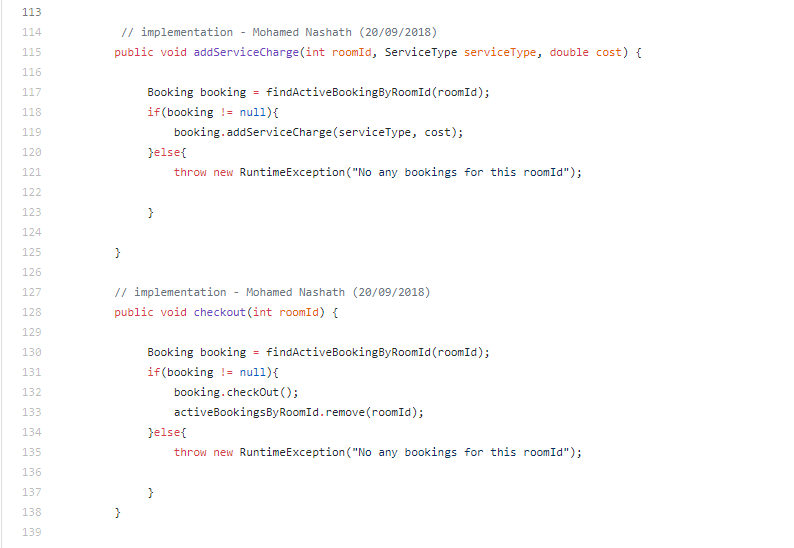 113
114 // implementation - Mohamed Nashath (20/09/2018)
115 public void addServiceCharge(int roomId, ServiceType serviceType, double cost) {
116
117 Booking booking = findActiveBookingByRoomId(roomId);
118 if(booking != null){
119 booking.addServiceCharge(serviceType, cost);
120 }else{
121 throw new RuntimeException("No any bookings for this roomId");
122
123 }
124
125 }
126
127 // implementation - Mohamed Nashath (20/09/2018)
128 public void checkout(int roomId) {
129
130 Booking booking = findActiveBookingByRoomId(roomId);
131 if(booking != null){
132 booking.checkOut();
133 activeBookingsByRoomId.remove(roomId);
134 }else{
135 throw new RuntimeException("No any bookings for this roomId");
136
137 }
138 }
139